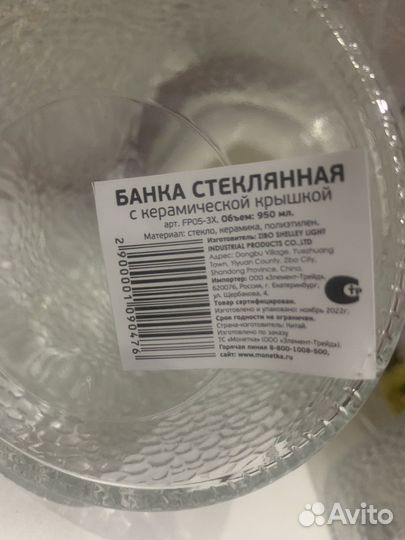 БАНКА СТЕКЛЯННАЯ
с керамической крышкой
арт. FP05-3X. Объем: 950 мл.
Материал: стекло, керамика, полиэтилен.
Изготовитель: ZIBO SHELLEY LIGHT
INDUSTRIAL PRODUCTS CO.,LTD
Адрес: Dongbu Village, Yuezhuang
Town, Yiyuan County, Zibo City,
Shandong Province, China.
Импортер: ООО «Элемент-Трейд»,
620076, Россия, г. Екатеринбург,
ул. Щербакова, 4.
Товар сертифицирован.
Изготовлено и упаковано: ноябрь 2022г.
Срок годности не ограничен.
Страна-изготовитель: Китай.
Изготовлено по заказу
ТС «Монетка» (ООО «Элемент-Трейд»).
Горячая линия 8-800-1008-500,
сайт: www.monetka.ru
2900001090476
Avito